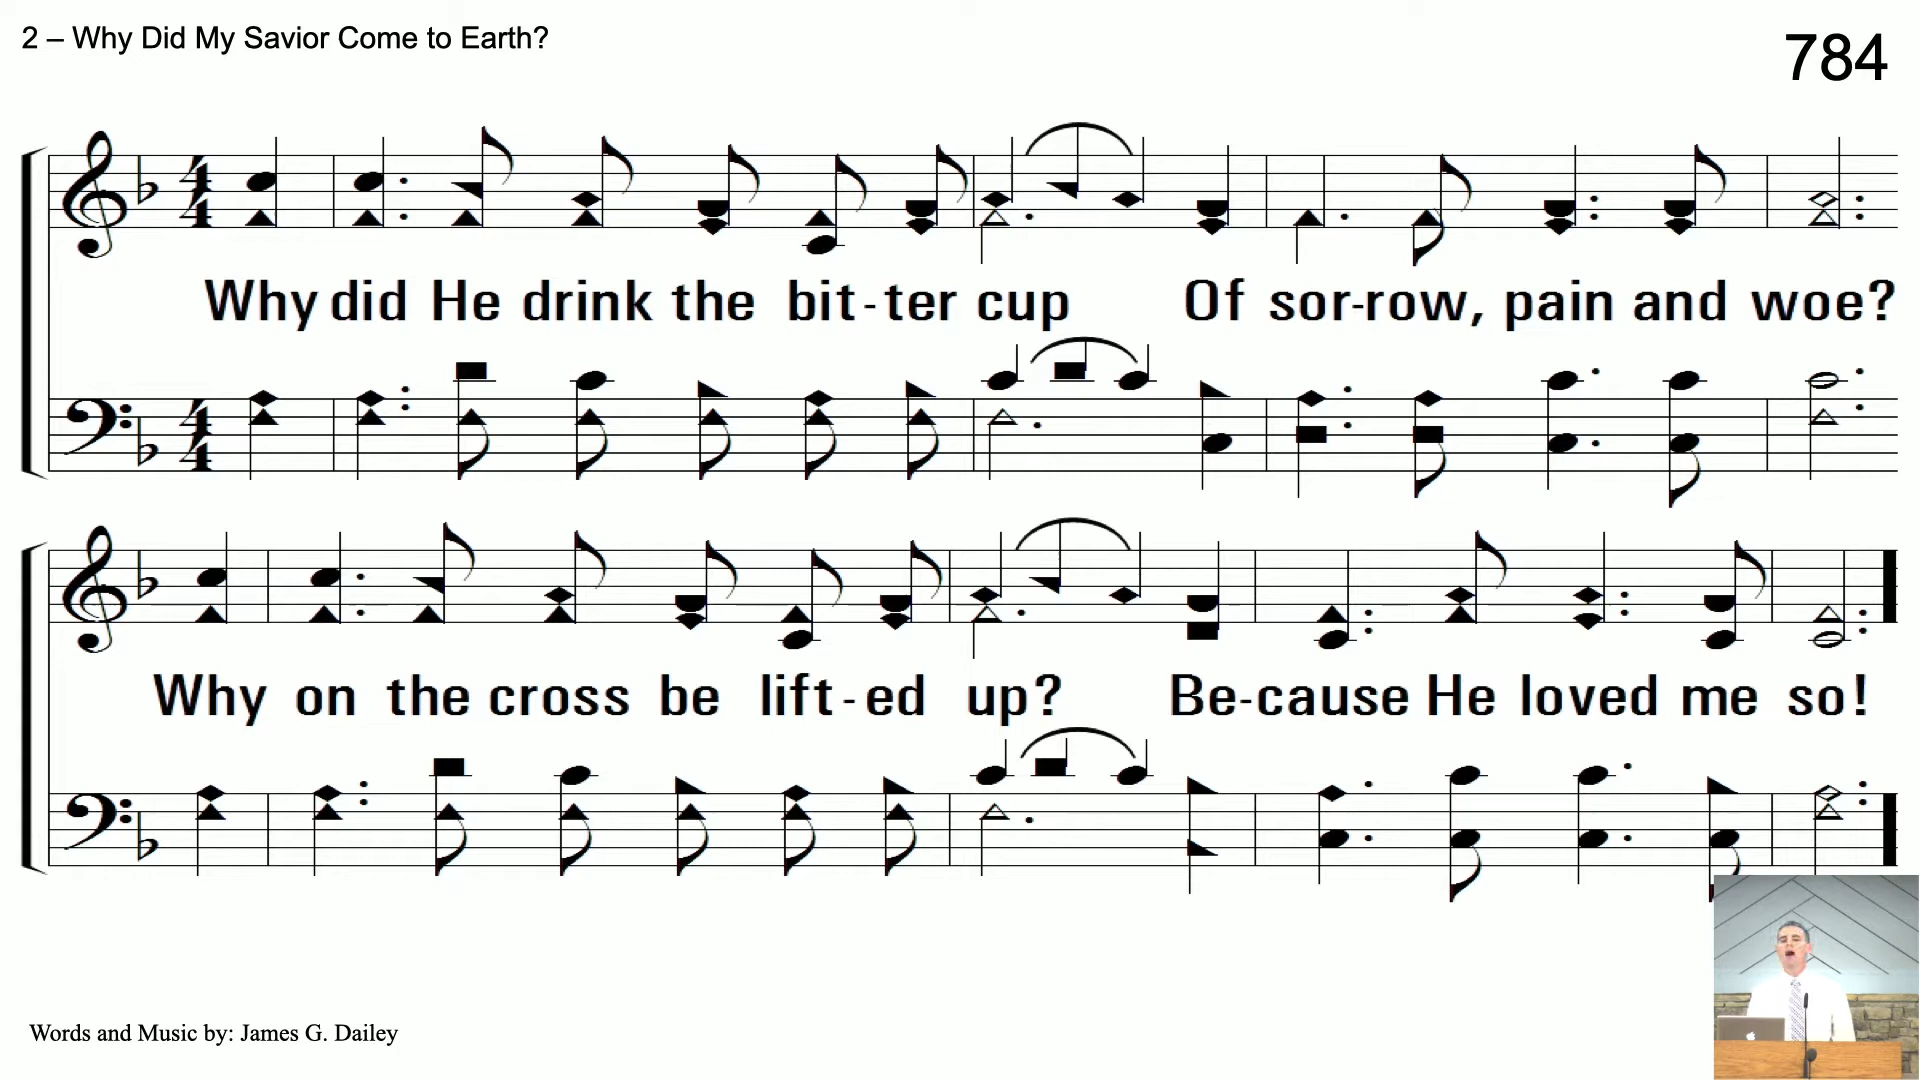 2 – Why Did My Savior Come to Earth?
784
Why did He drink the bit-ter cup Of sor-row, pain and woe?
Why on the cross be lift-ed up? Be-cause He loved me so!
Words and Music by: James G. Dailey